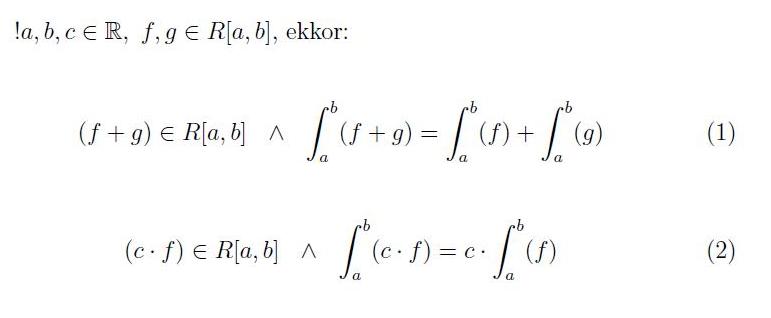 !a, b, c ∈ ℝ, f, g ∈ R[a, b], ekkor:
(f + g) ∈ R[a, b] ∧ ∫_a^b (f + g) = ∫_a^b (f) + ∫_a^b (g) (1)
(c · f) ∈ R[a, b] ∧ ∫_a^b (c · f) = c · ∫_a^b (f) (2)